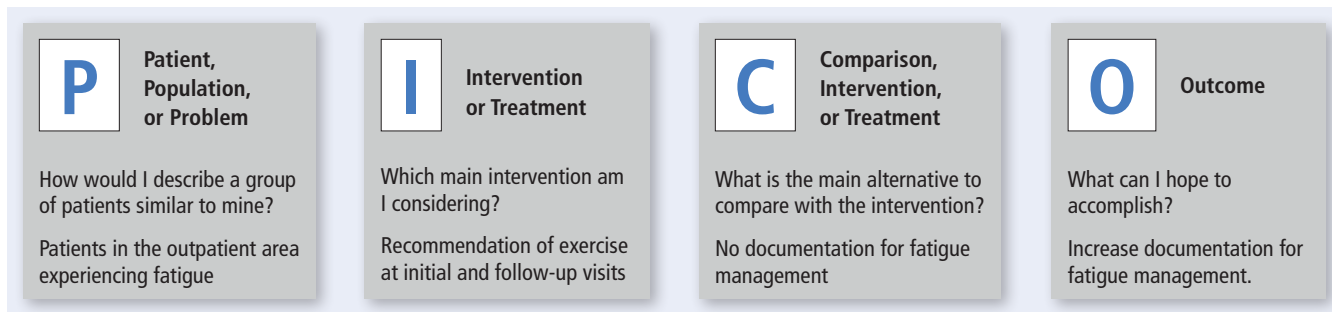 P
Patient,
Population,
or Problem
How would I describe a group
of patients similar to mine?
Patients in the outpatient area
experiencing fatigue
I
Intervention
or Treatment
Which main intervention am
I considering?
Recommendation of exercise
at initial and follow-up visits
C
Comparison,
Intervention,
or Treatment
What is the main alternative to
compare with the intervention?
No documentation for fatigue
management
O
Outcome
What can I hope to
accomplish?
Increase documentation for
fatigue management.